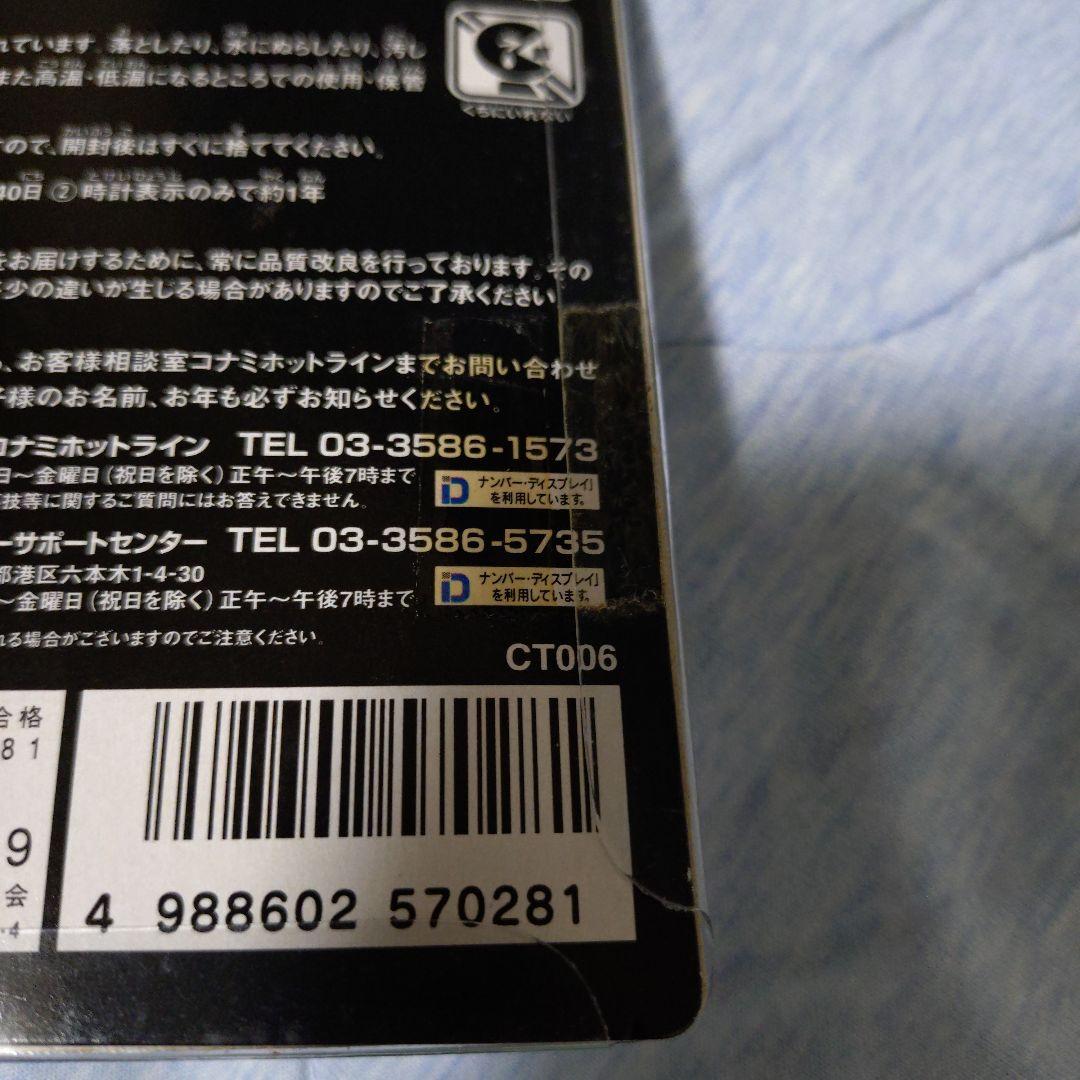 れています。落としたり、水にぬらしたり、汚し
また高温・低温になるところでの使用・保管
くちにいれない
すので、開封後はすぐに捨ててください。
40日 ② 時計表示のみで約1年
をお届けするために、常に品質改良を行っております。その
多少の違いが生じる場合がありますのでご了承ください
、お客様相談室コナミホットラインまでお問い合わせ
子様のお名前、お年も必ずお知らせください。
コナミホットライン TEL 03-3586-1573
日〜金曜日(祝日を除く)正午〜午後7時まで
技等に関するご質問にはお答えできません。
ナンバー・ディスプレイ」
を利用しています。
ーサポートセンター TEL 03-3586-5735
都港区六本木1-4-30
〜金曜日(祝日を除く)正午〜午後7時まで
ナンバー・ディスプレイ」
を利用しています。
れる場合がございますのでご注意ください。
CT006
合格
81
9
会
-4
4 988602 570281